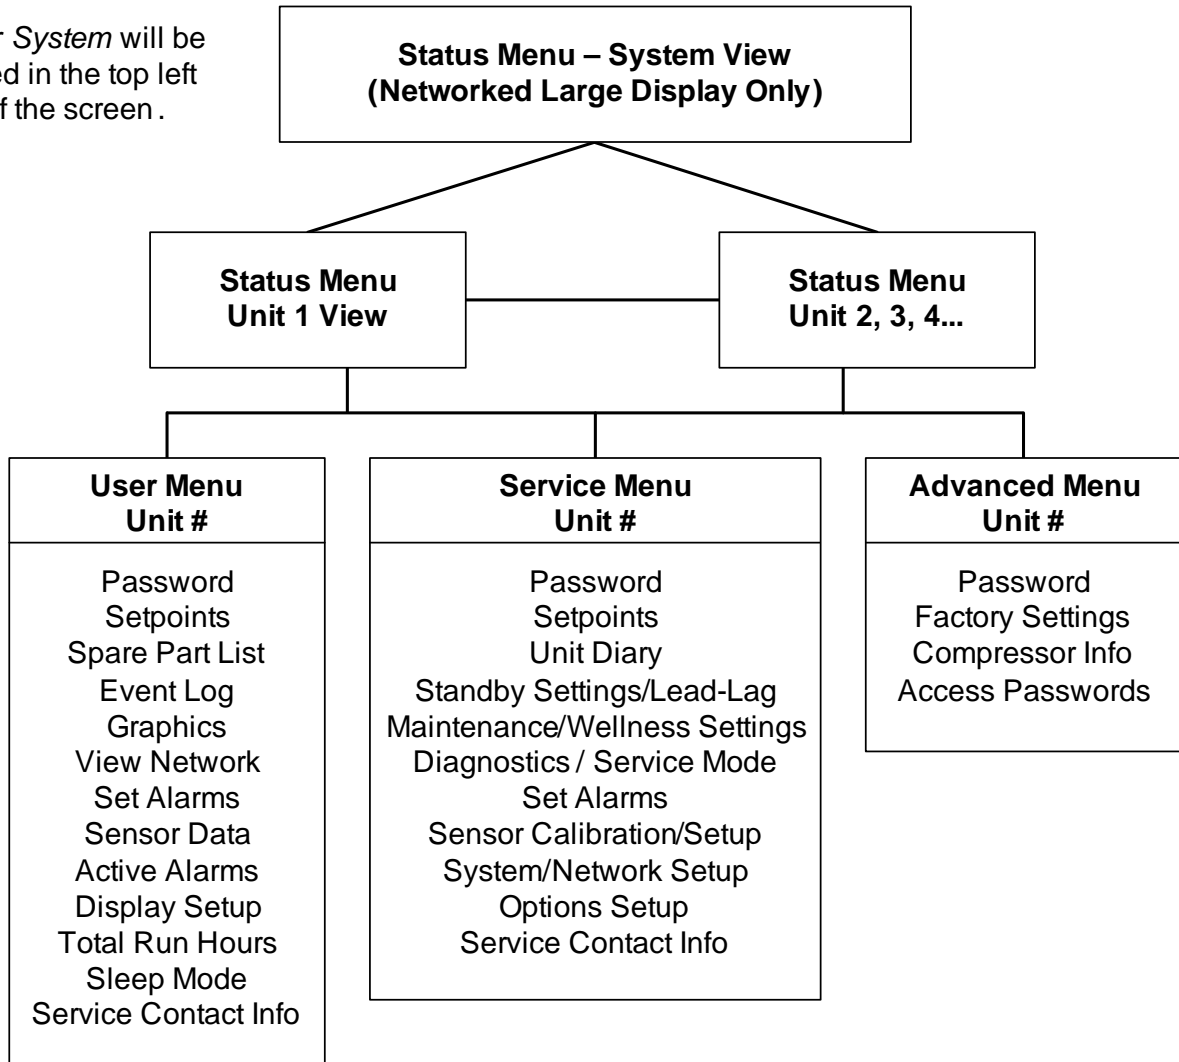 System will be
in the top left
the screen.
Status Menu – System View
(Networked Large Display Only)
Status Menu
Unit 1 View
Status Menu
Unit 2, 3, 4...
User Menu
Unit #
Password
Setpoints
Spare Part List
Event Log
Graphics
View Network
Set Alarms
Sensor Data
Active Alarms
Display Setup
Total Run Hours
Sleep Mode
Service Contact Info
Service Menu
Unit #
Password
Setpoints
Unit Diary
Standby Settings/Lead-Lag
Maintenance/Wellness Settings
Diagnostics / Service Mode
Set Alarms
Sensor Calibration/Setup
System/Network Setup
Options Setup
Service Contact Info
Advanced Menu
Unit #
Password
Factory Settings
Compressor Info
Access Passwords